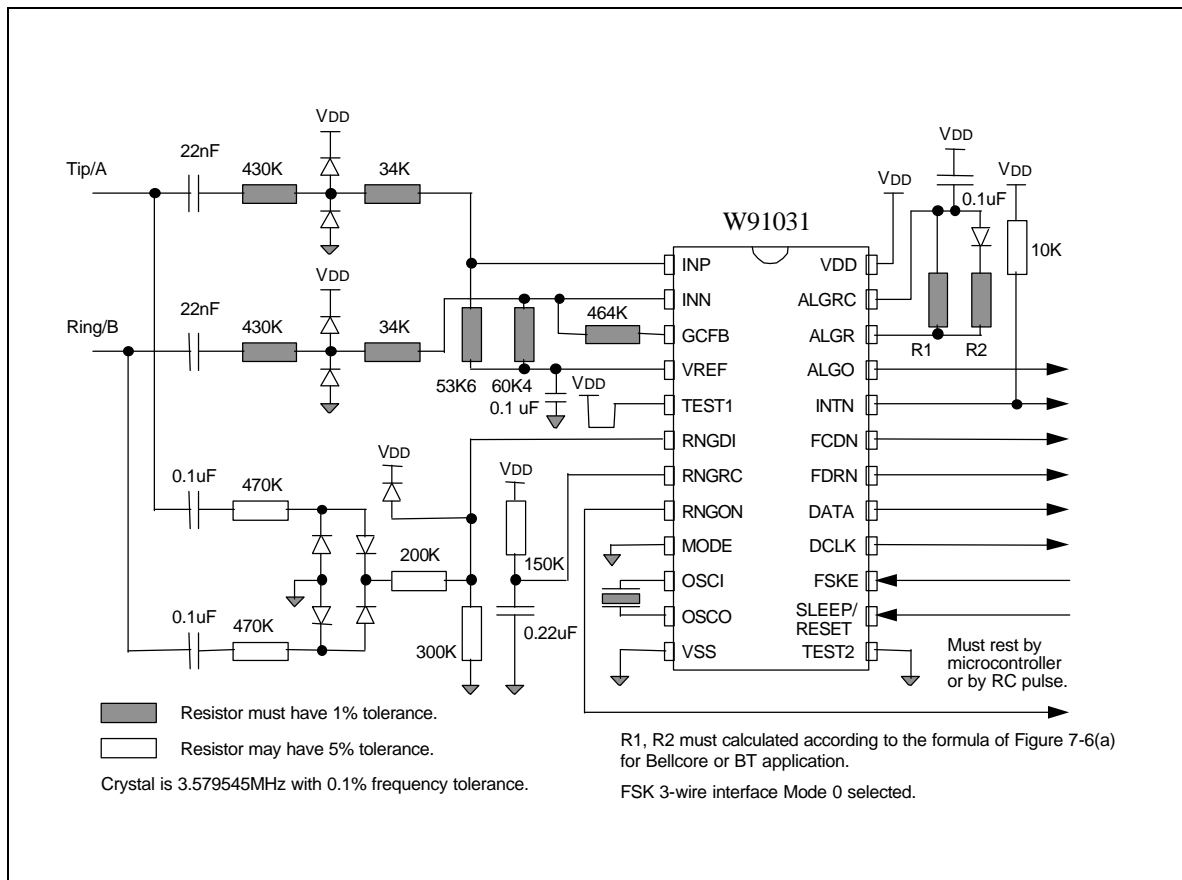 VDD
22nF
430K
34K
Tip/A
VDD
22nF
430K
34K
Ring/B
53K6
60K4
464K
0.1 uF
VDD
0.1uF
470K
VDD
200K
0.1uF
470K
300K
VDD
150K
0.22uF
W91031
INP
INN
GCFB
VREF
TEST1
RNGDI
RNGRC
RNGON
MODE
OSCI
OSCO
VSS
VDD
ALGRC
ALGR
ALGO
INTN
FCDN
FDRN
DATA
DCLK
FSKE
SLEEP/
RESET
TEST2
VDD
VDD
0.1uF
VDD
10K
R1
R2
Must rest by
microcontroller
or by RC pulse.
Resistor must have 1% tolerance.
Resistor may have 5% tolerance.
Crystal is 3.579545MHz with 0.1% frequency tolerance.
R1, R2 must calculated according to the formula of Figure 7-6(a)
for Bellcore or BT application.
FSK 3-wire interface Mode 0 selected.